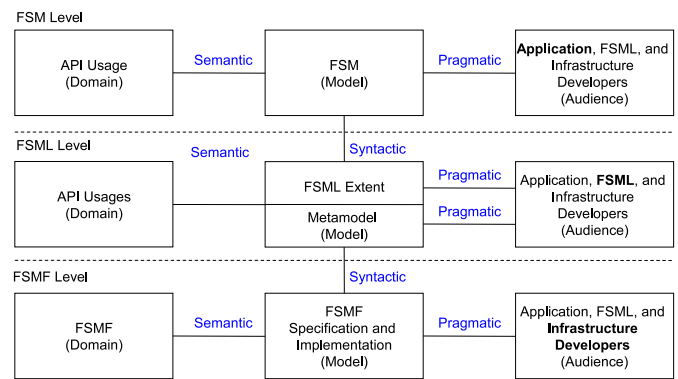 FSM Level
API Usage
(Domain)
Semantic
FSM
(Model)
Pragmatic
Application, FSML, and
Infrastructure
Developers
(Audience)
Syntactic
FSML Level
API Usages
(Domain)
Semantic
FSML Extent
Metamodel
(Model)
Pragmatic
Pragmatic
Application, FSML, and
Infrastructure
Developers
(Audience)
Syntactic
FSMF Level
FSMF
(Domain)
Semantic
FSMF
Specification and
Implementation
(Model)
Pragmatic
Application, FSML, and
Infrastructure
Developers
(Audience)